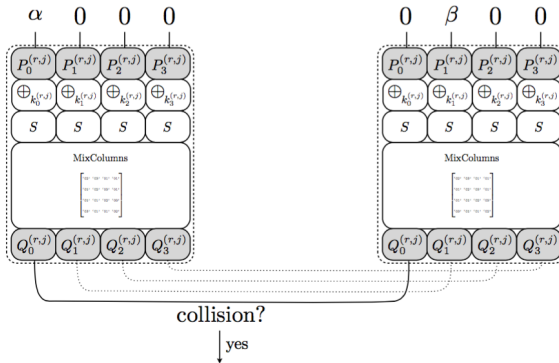 α 0 0 0 0 β 0 0
P_0^{(r,j)} P_1^{(r,j)} P_2^{(r,j)} P_3^{(r,j)} P_0^{(r,j)} P_1^{(r,j)} P_2^{(r,j)} P_3^{(r,j)}
⊕_{k_0^{(r,j)}} ⊕_{k_1^{(r,j)}} ⊕_{k_2^{(r,j)}} ⊕_{k_3^{(r,j)}} ⊕_{k_0^{(r,j)}} ⊕_{k_1^{(r,j)}} ⊕_{k_2^{(r,j)}} ⊕_{k_3^{(r,j)}}
S S S S S S S S
MixColumns MixColumns
Q_0^{(r,j)} Q_1^{(r,j)} Q_2^{(r,j)} Q_3^{(r,j)} Q_0^{(r,j)} Q_1^{(r,j)} Q_2^{(r,j)} Q_3^{(r,j)}
collision?
yes